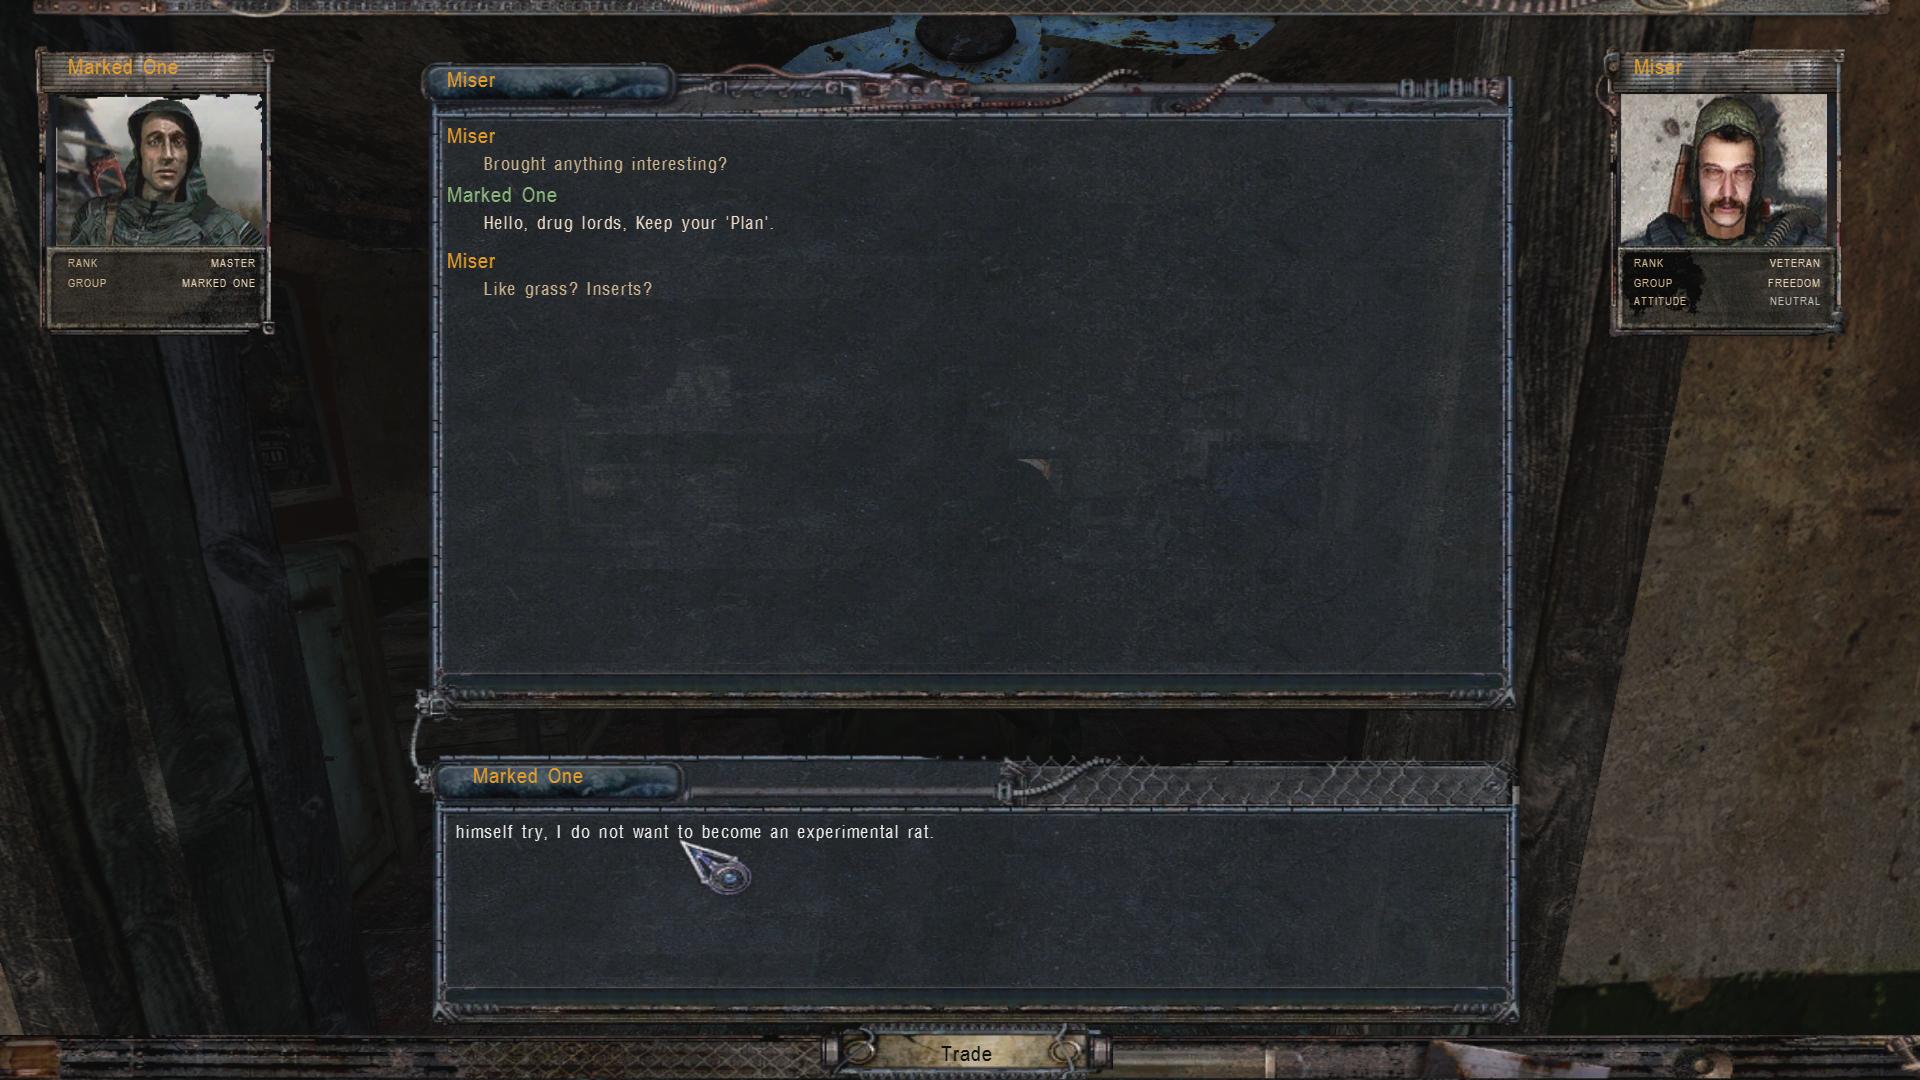 Marked One
RANK MASTER
GROUP MARKED ONE
Miser
Miser
Brought anything interesting?
Marked One
Hello, drug lords, Keep your 'Plan'.
Miser
Like grass? Inserts?
Miser
RANK VETERAN
GROUP FREEDOM
ATTITUDE NEUTRAL
Marked One
himself try, I do not want to become an experimental rat.
Trade